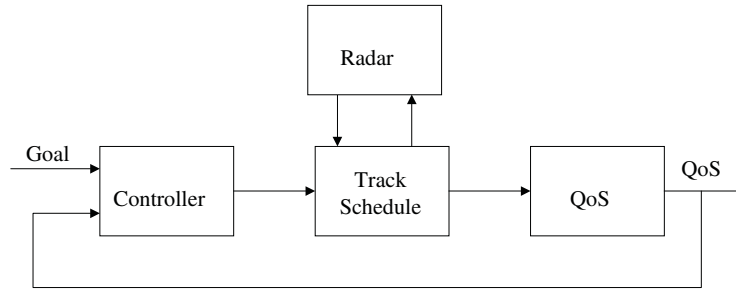 Radar
Goal
Controller
Track
Schedule
QoS
QoS